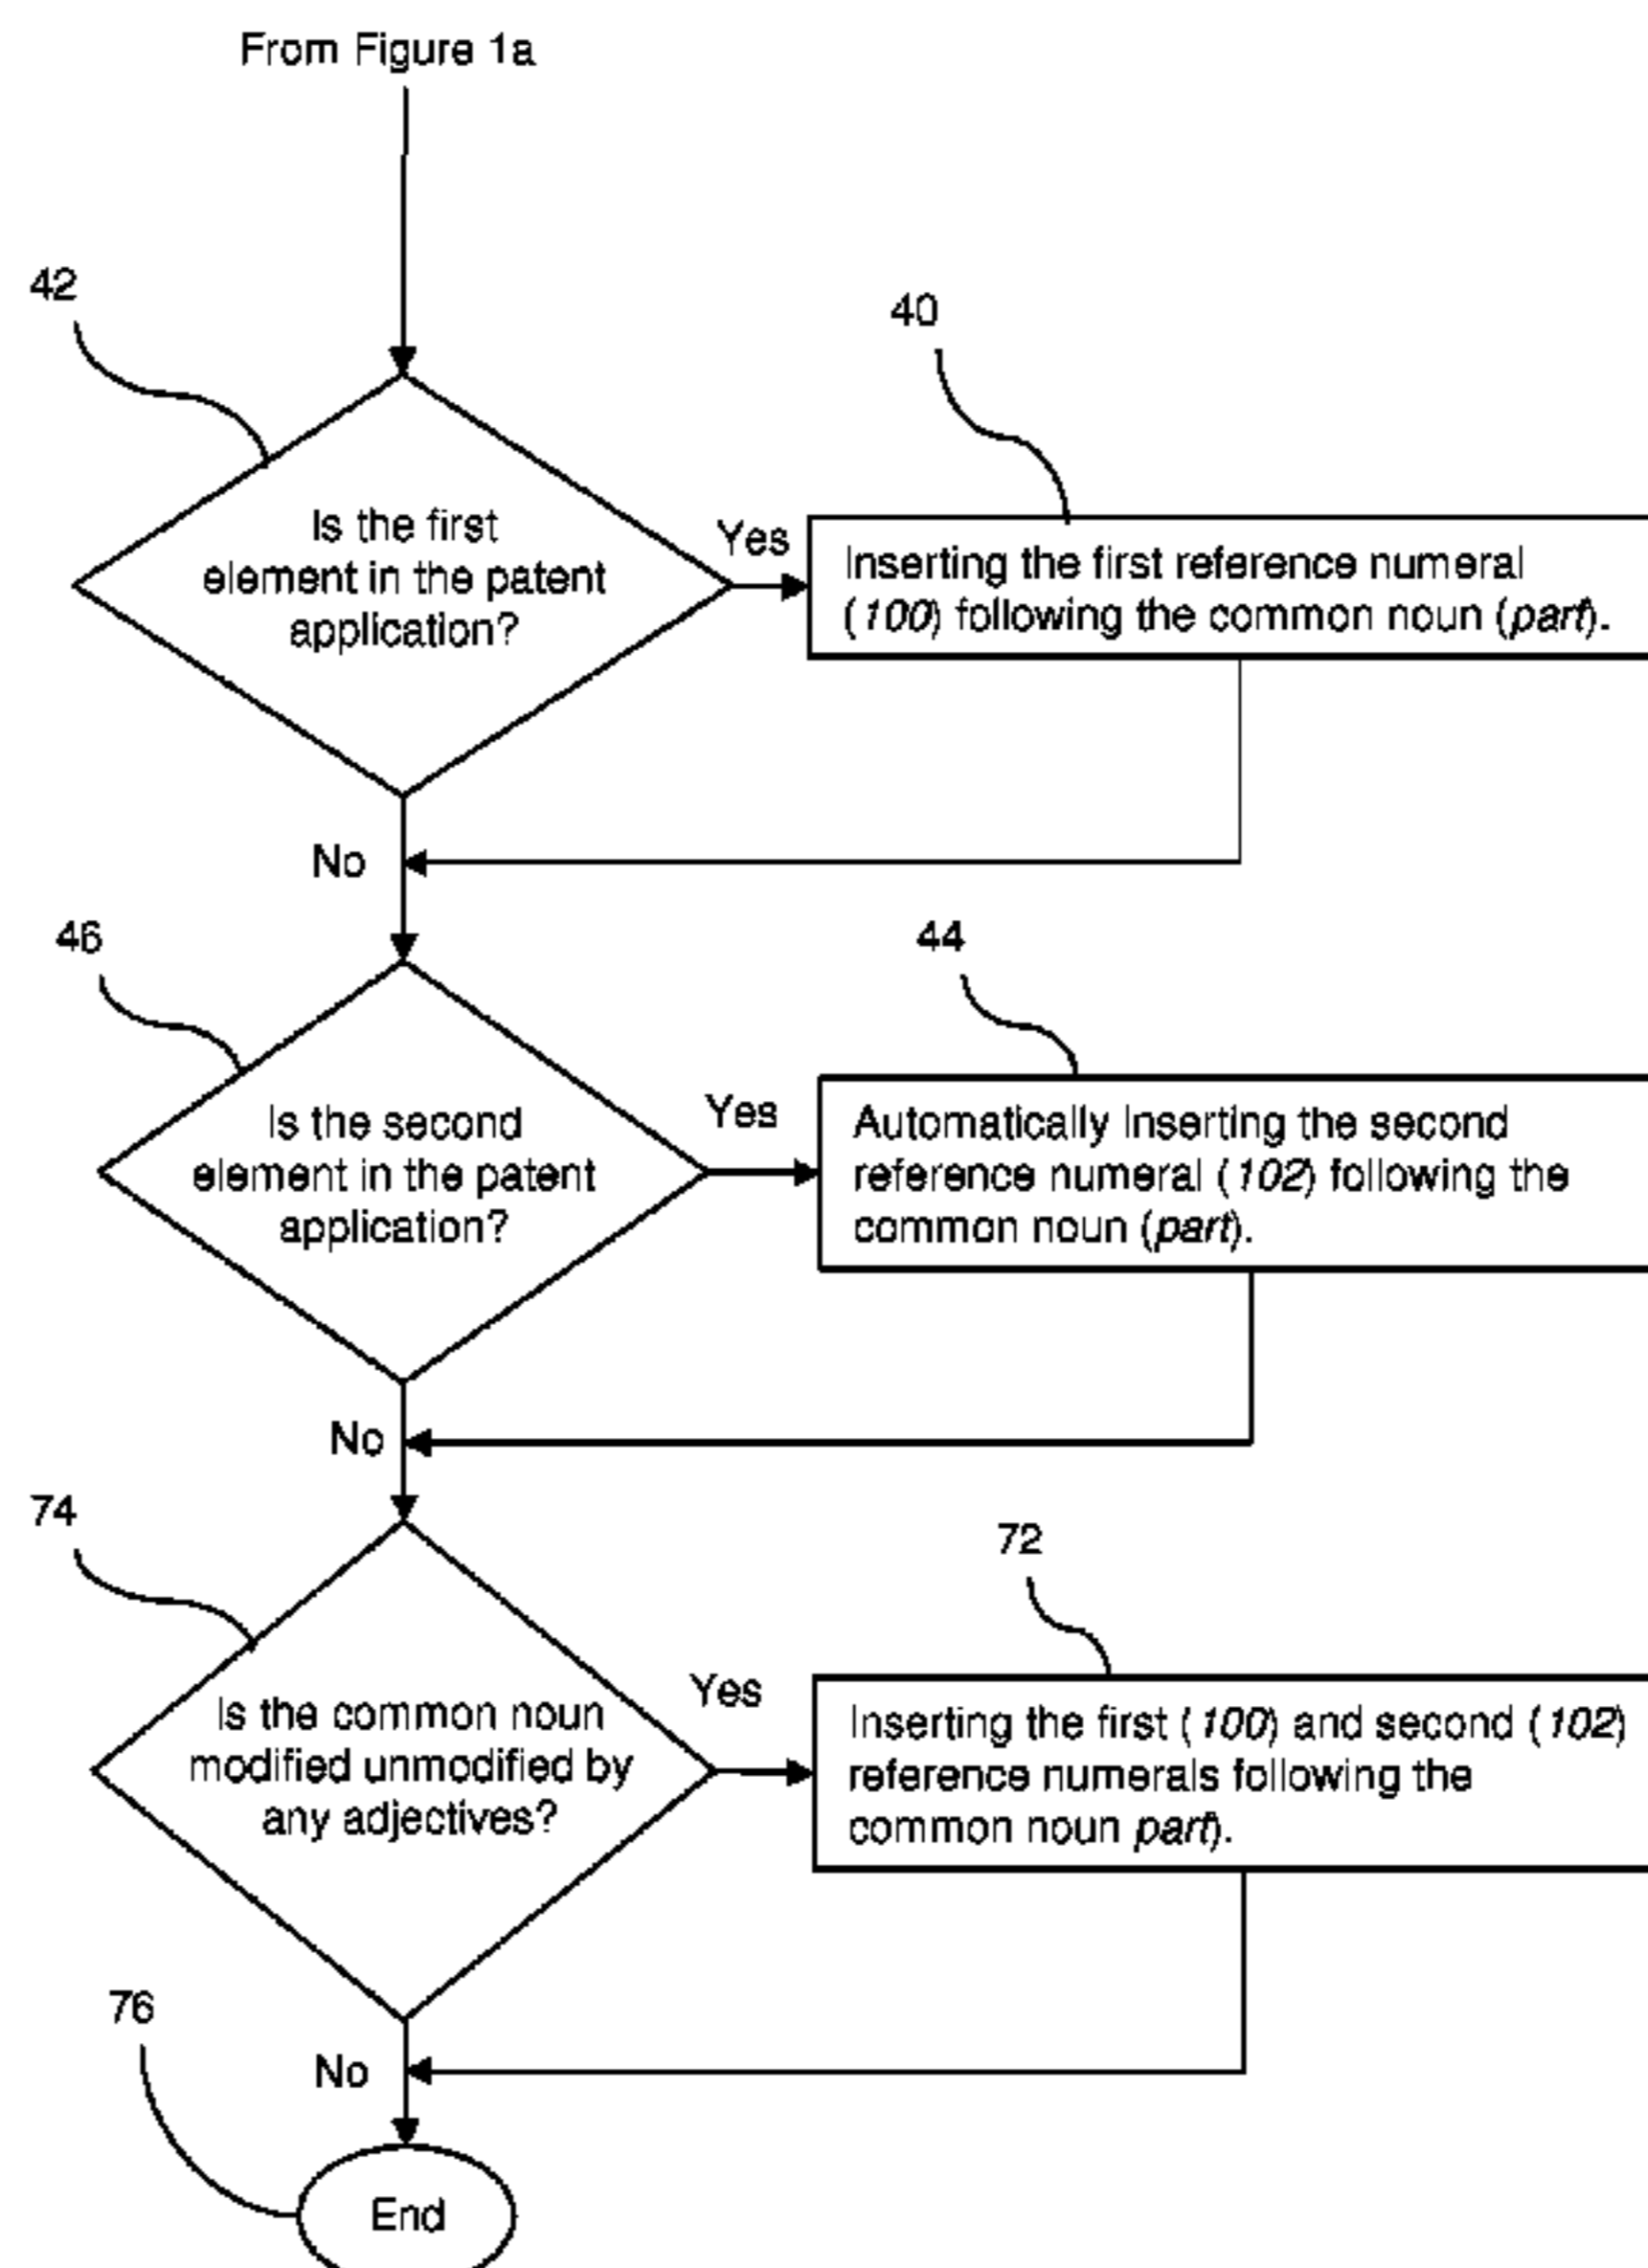 From Figure 1a
42
40
Is the first
element in the patent
application?
Yes
Inserting the first reference numeral
(100) following the common noun (part).
No
46
44
Is the second
element in the patent
application?
Yes
Automatically Inserting the second
reference numeral (102) following the
common noun (part).
No
74
72
Is the common noun
modified unmodified by
any adjectives?
Yes
Inserting the first (100) and second (102)
reference numerals following the
common noun part).
76
No
End